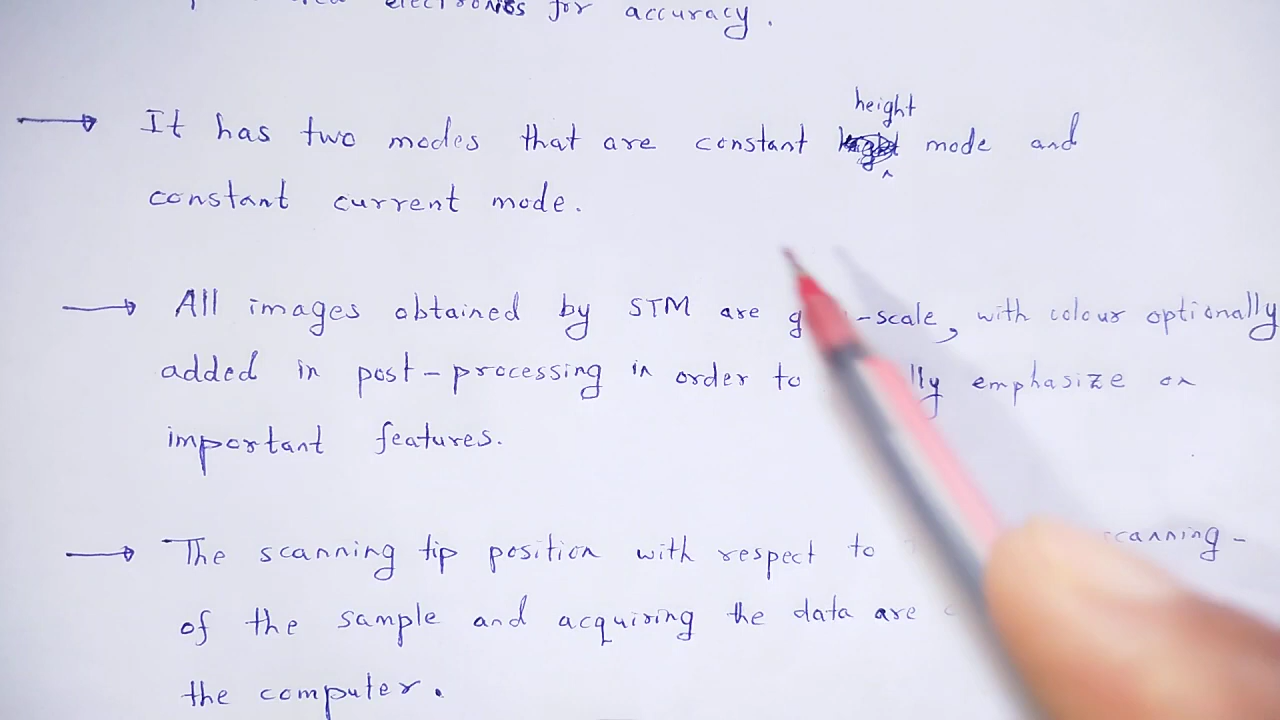 for accuracy.
height
It has two modes that are constant mode and
constant current mode.
All images obtained by STM are -scale, with colour optionally
added in post-processing in order to emphasize on
important features.
The scanning tip position with respect to scanning-
of the sample and acquiring the data are
the computer.